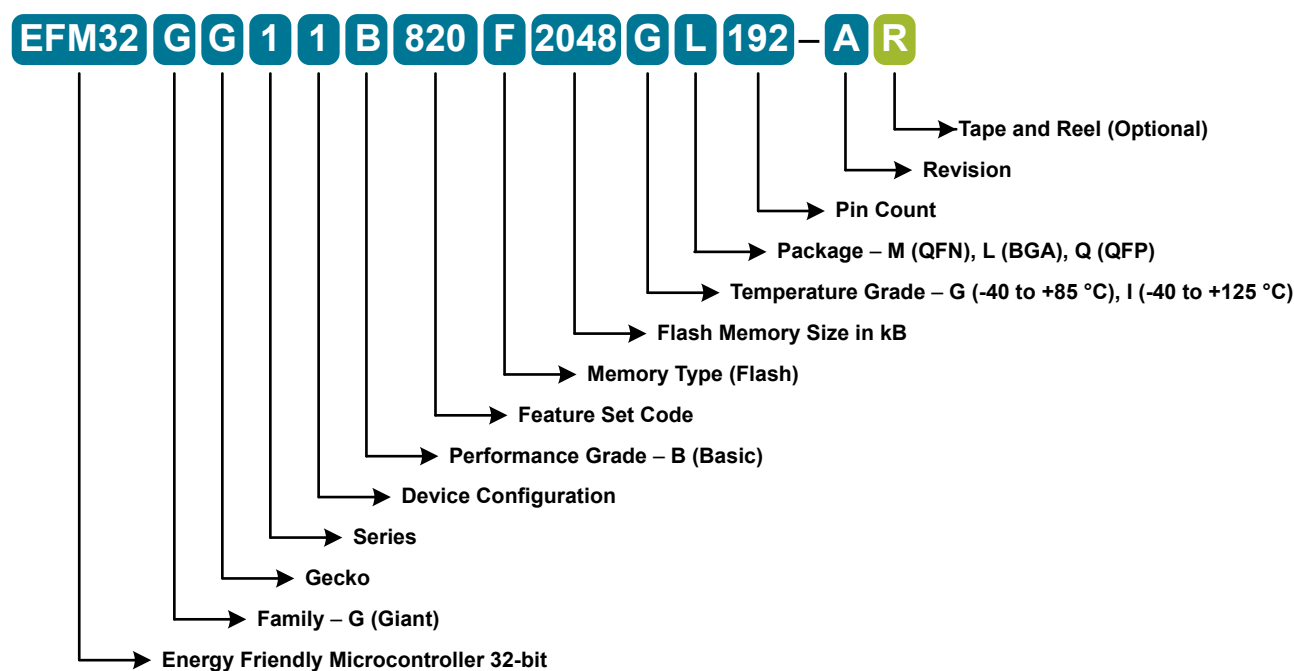 EFM32 G G 1 1 B 820 F 2048 G L 192 – A R
Tape and Reel (Optional)
Revision
Pin Count
Package – M (QFN), L (BGA), Q (QFP)
Temperature Grade – G (-40 to +85 °C), I (-40 to +125 °C)
Flash Memory Size in kB
Memory Type (Flash)
Feature Set Code
Performance Grade – B (Basic)
Device Configuration
Series
Gecko
Family – G (Giant)
Energy Friendly Microcontroller 32-bit